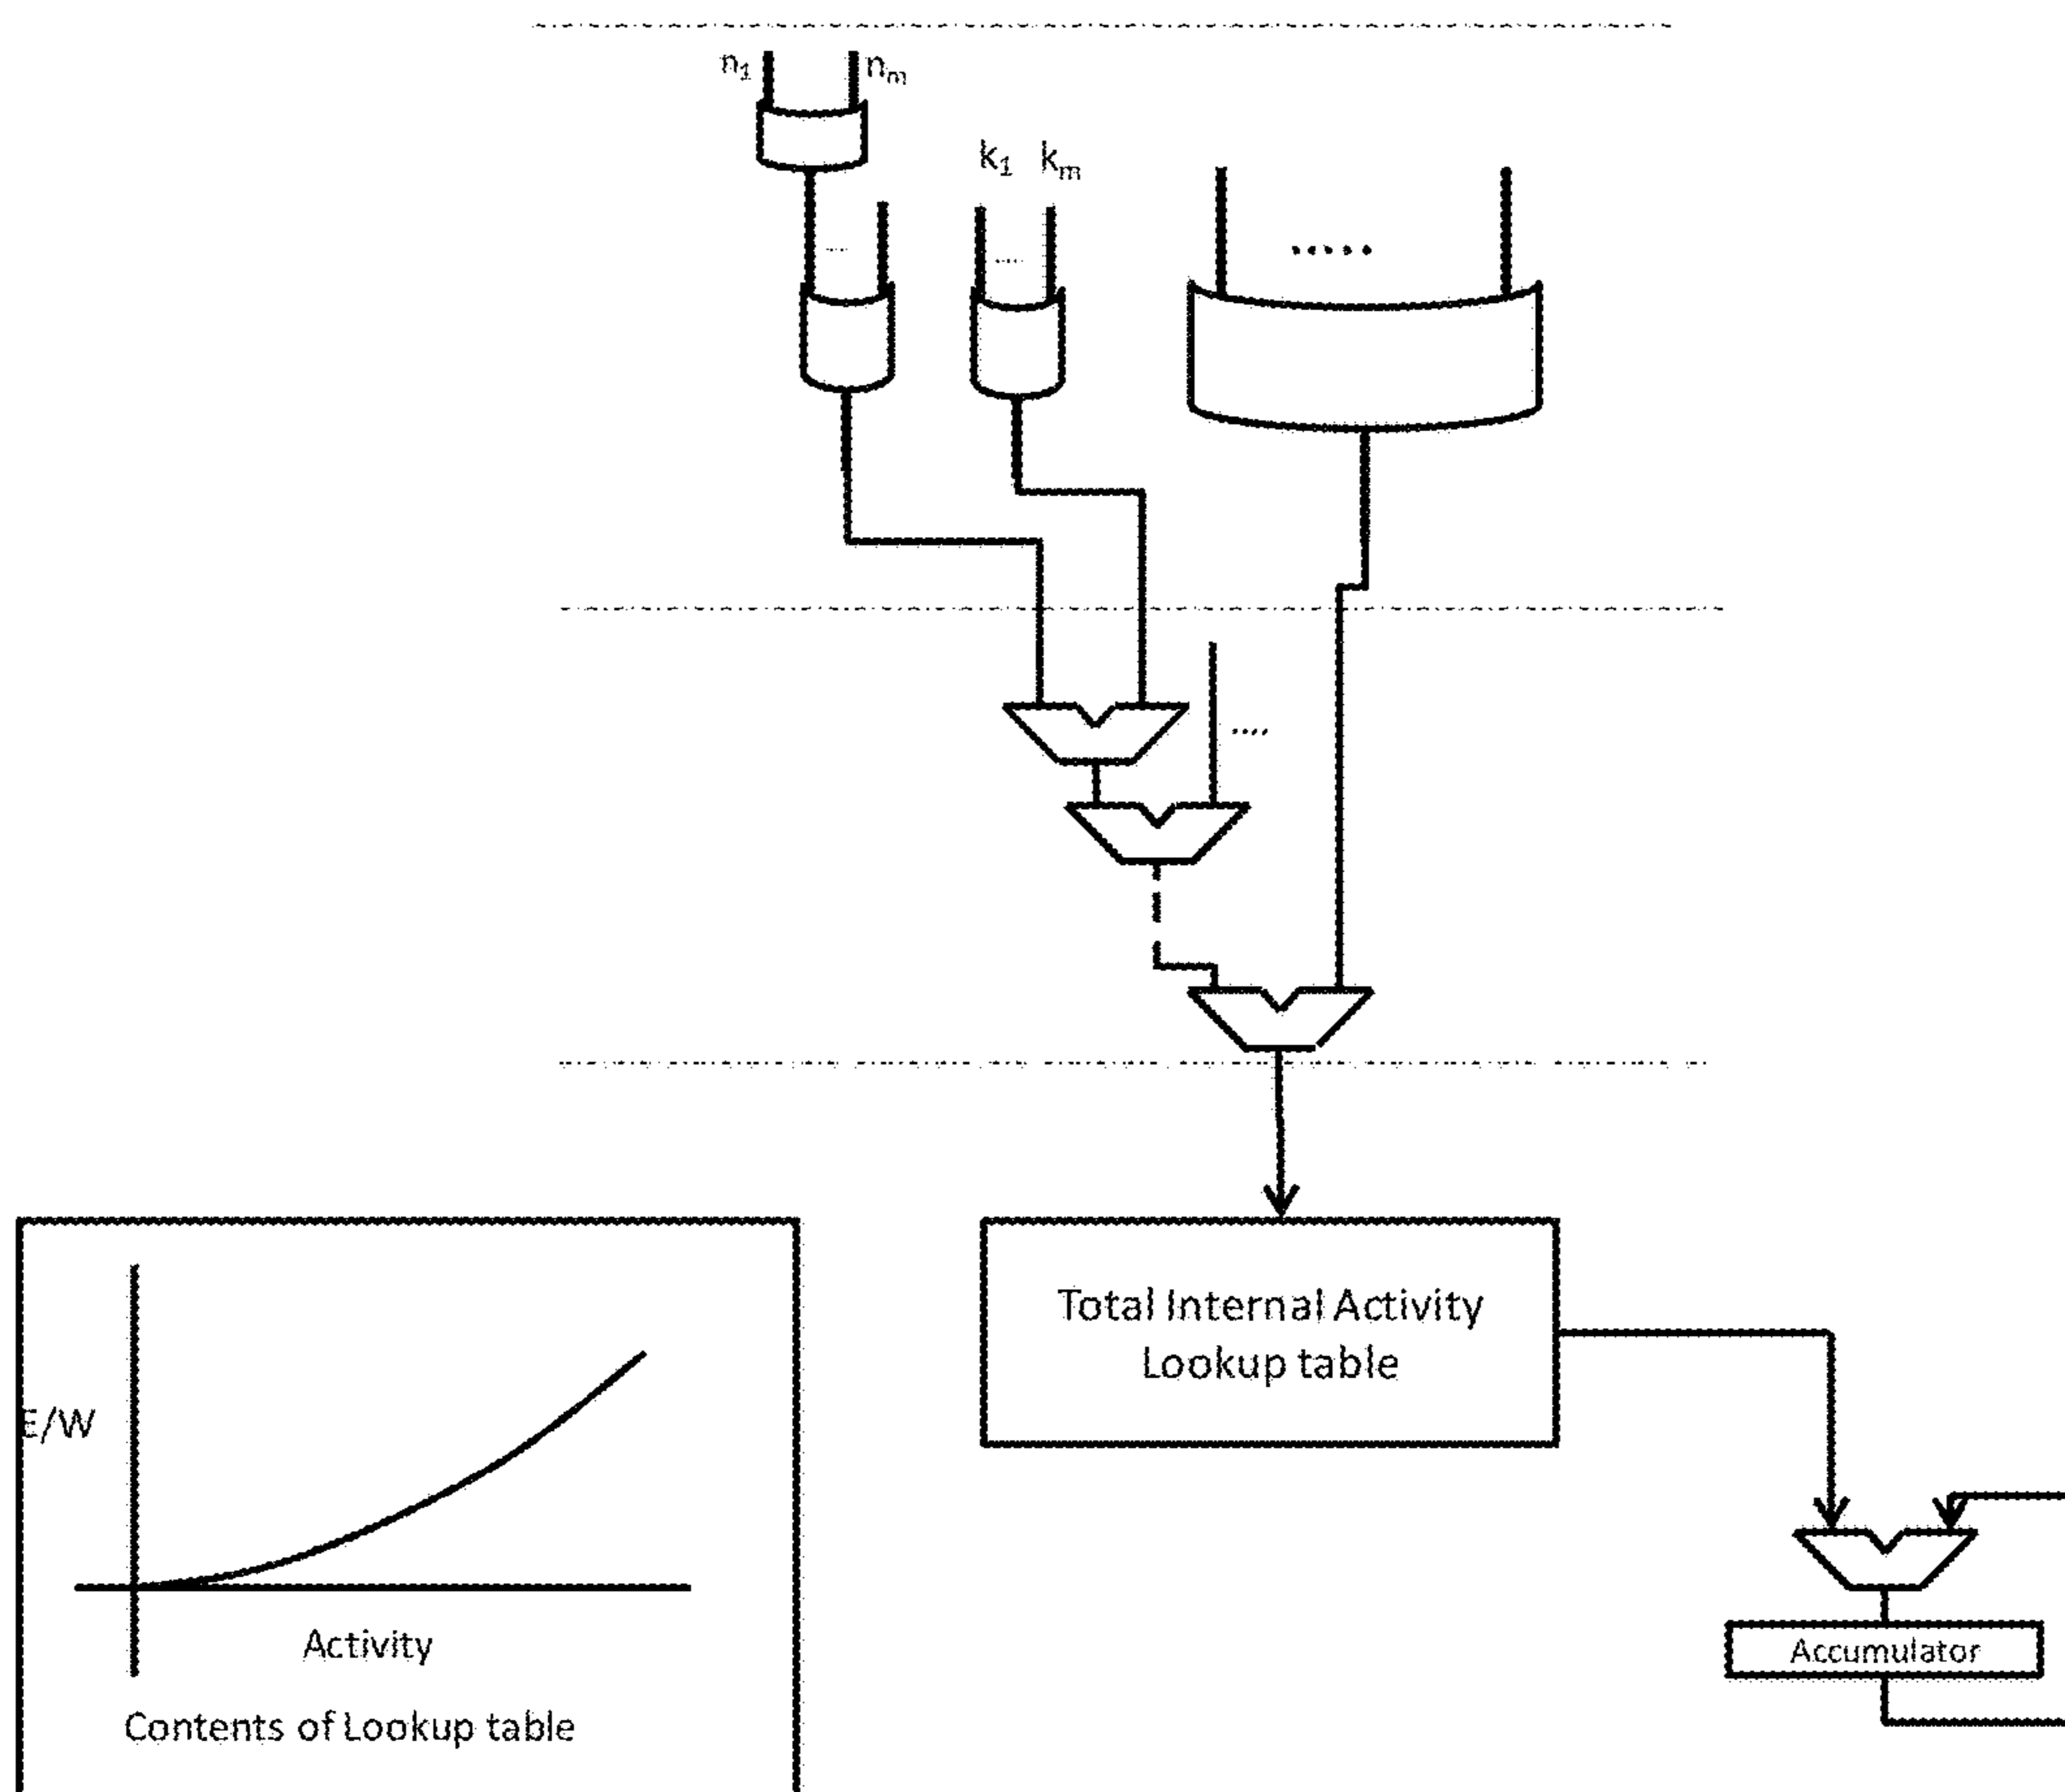 n₁ nₘ
k₁ kₘ
Total Internal Activity
Lookup table
E/W
Activity
Accumulator
Contents of Lookup table